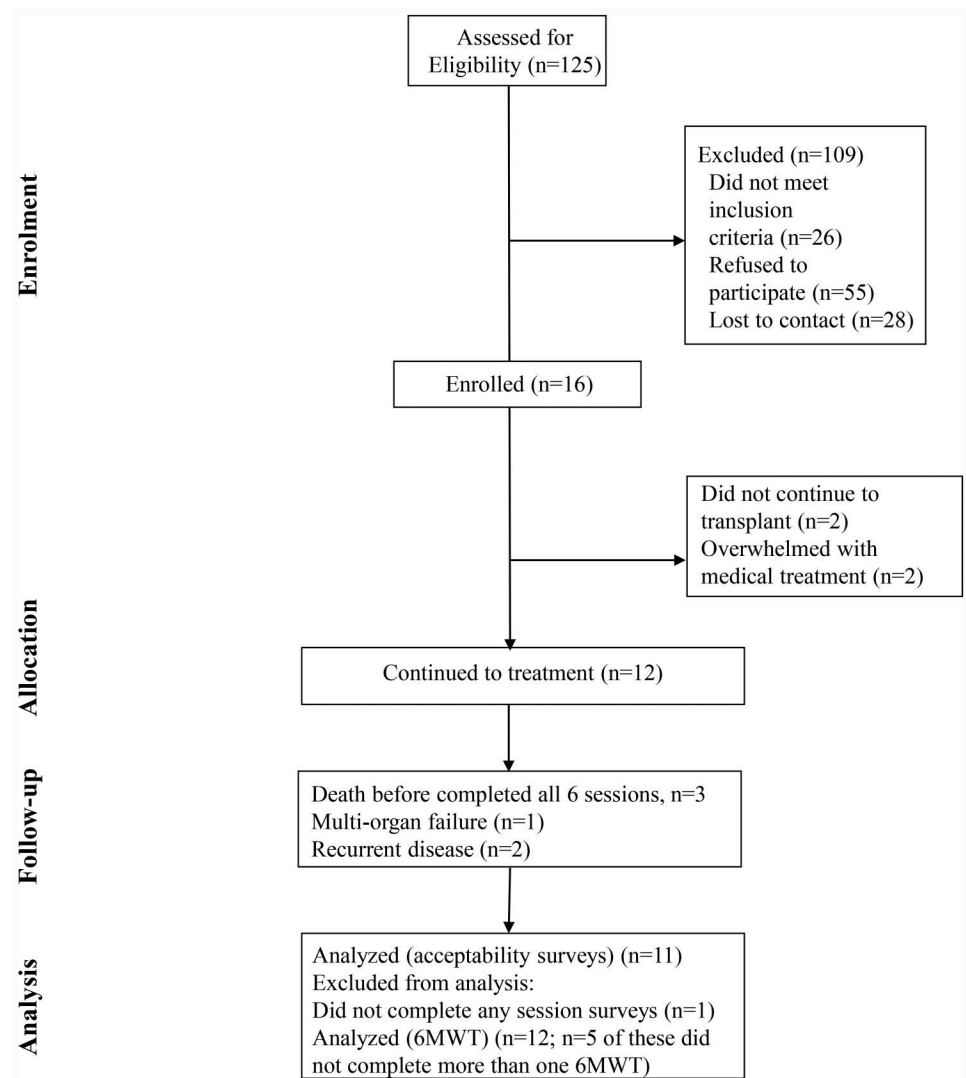 Assessed for
Eligibility (n=125)
Enrolment
Excluded (n=109)
Did not meet
inclusion
criteria (n=26)
Refused to
participate (n=55)
Lost to contact (n=28)
Enrolled (n=16)
Did not continue to
transplant (n=2)
Overwhelmed with
medical treatment (n=2)
Allocation
Continued to treatment (n=12)
Follow-up
Death before completed all 6 sessions, n=3
Multi-organ failure (n=1)
Recurrent disease (n=2)
Analysis
Analyzed (acceptability surveys) (n=11)
Excluded from analysis:
Did not complete any session surveys (n=1)
Analyzed (6MWT) (n=12; n=5 of these did
not complete more than one 6MWT)